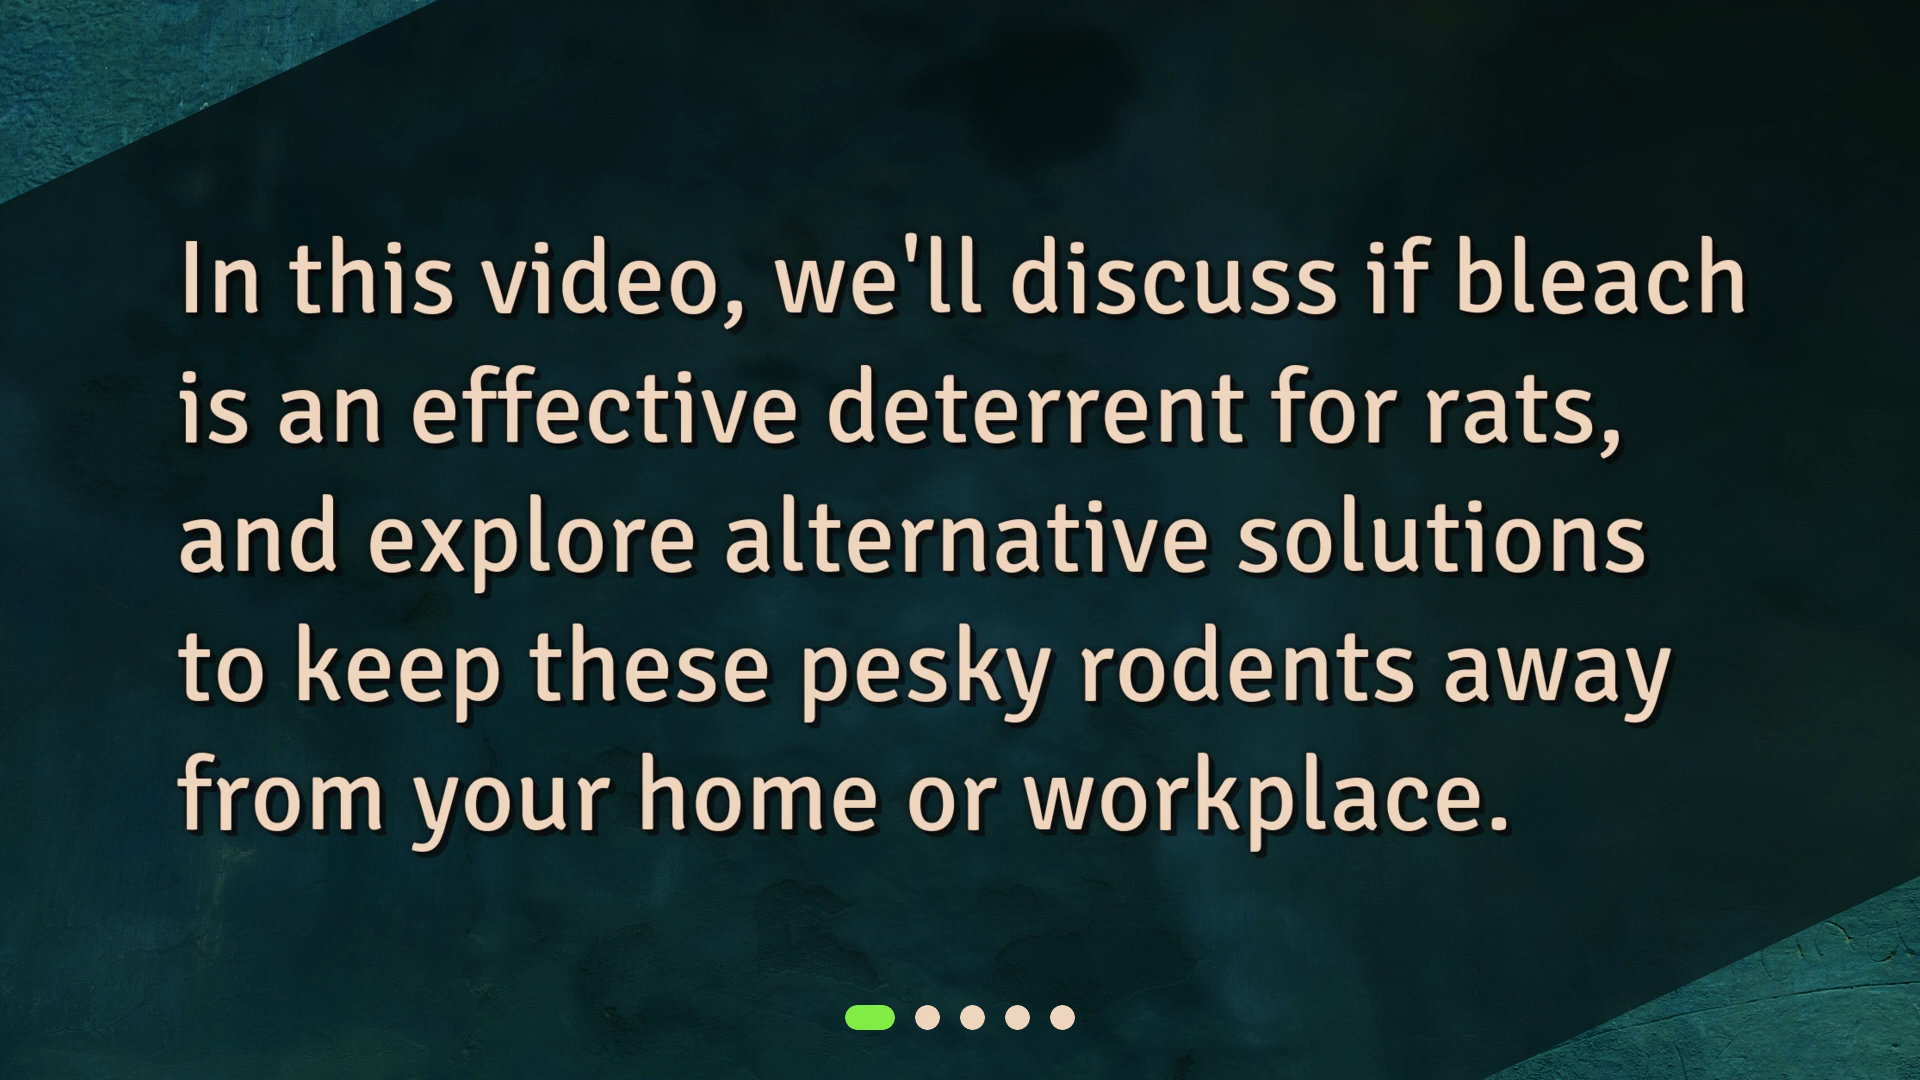 In this video, we'll discuss if bleach
is an effective deterrent for rats,
and explore alternative solutions
to keep these pesky rodents away
from your home or workplace.